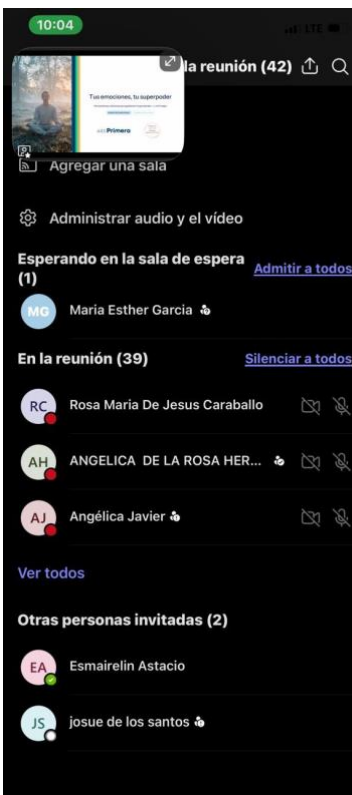 10:04
LTE
la reunión (42)
Tus emociones, tu superpoder
Primero
Agregar una sala
Administrar audio y el vídeo
Esperando en la sala de espera
(1)
Admitir a todos
MG
Maria Esther Garcia
En la reunión (39)
Silenciar a todos
RC
Rosa Maria De Jesus Caraballo
AH
ANGELICA DE LA ROSA HER...
AJ
Angélica Javier
Ver todos
Otras personas invitadas (2)
EA
Esmairelin Astacio
JS
josue de los santos